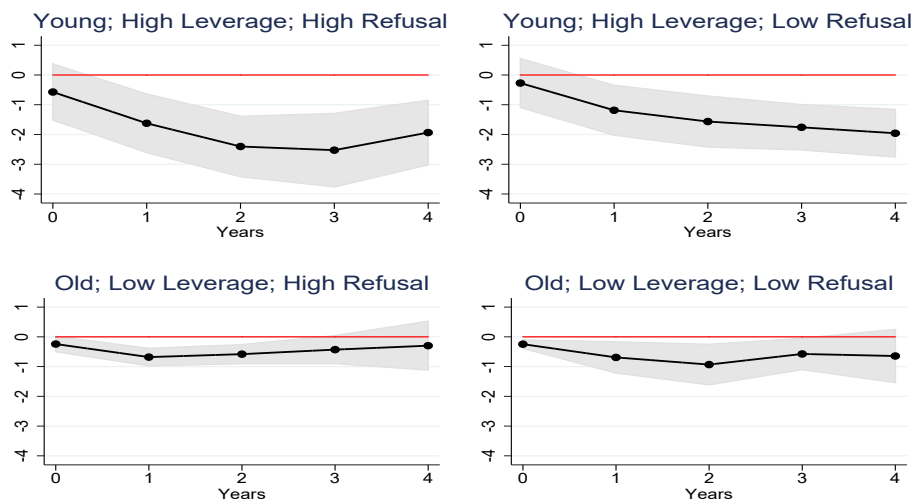 Young; High Leverage; High Refusal
1
0
-1
-2
-3
-4
0 1 2 3 4
Years
Young; High Leverage; Low Refusal
1
0
-1
-2
-3
-4
0 1 2 3 4
Years
Old; Low Leverage; High Refusal
1
0
-1
-2
-3
-4
0 1 2 3 4
Years
Old; Low Leverage; Low Refusal
1
0
-1
-2
-3
-4
0 1 2 3 4
Years